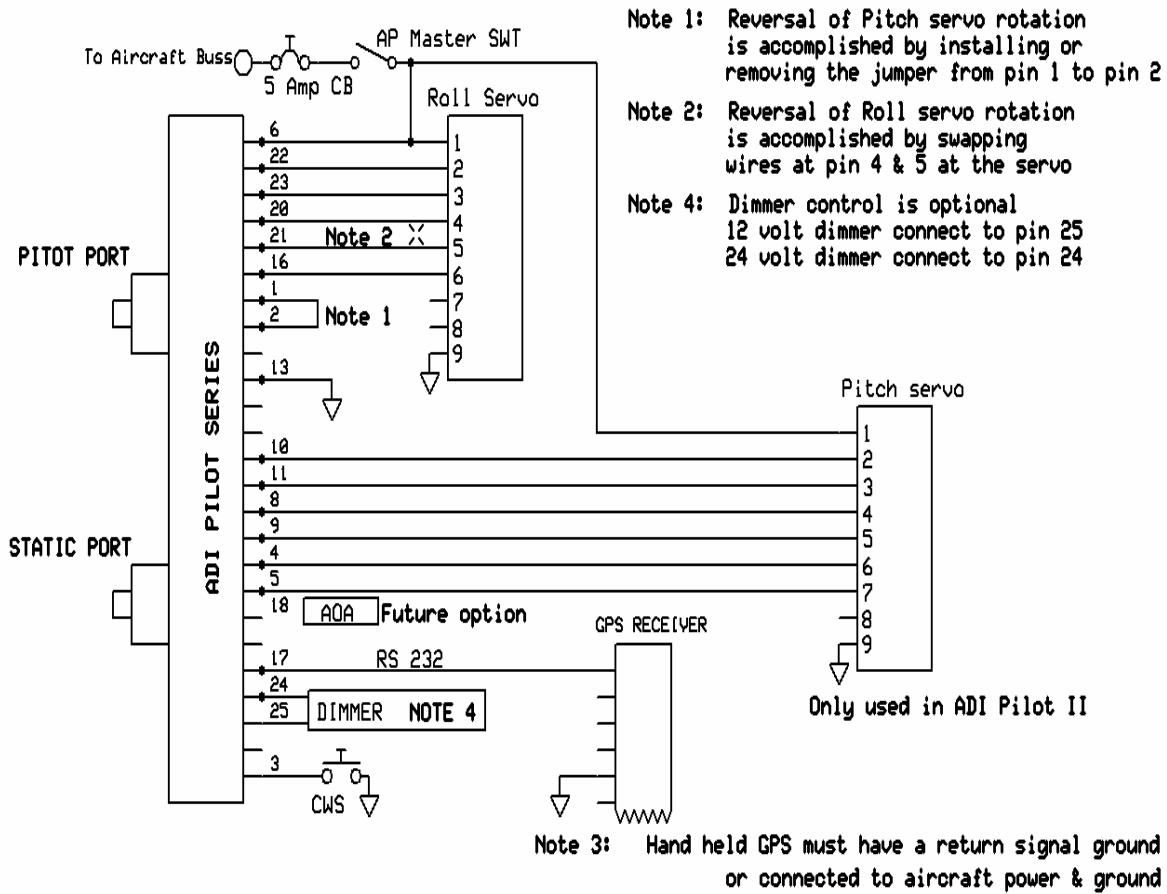 Note 1: Reversal of Pitch servo rotation
is accomplished by installing or
removing the jumper from pin 1 to pin 2
Note 2: Reversal of Roll servo rotation
is accomplished by swapping
wires at pin 4 & 5 at the servo
Note 4: Dimmer control is optional
12 volt dimmer connect to pin 25
24 volt dimmer connect to pin 24
To Aircraft Buss
5 Amp CB
AP Master SWT
Roll Servo
1
2
3
4
5
6
7
8
9
6
22
23
20
21
Note 2
16
1
2
Note 1
13
PITOT PORT
ADI PILOT SERIES
STATIC PORT
10
11
8
9
4
5
18
AOA Future option
17
RS 232
24
25
DIMMER NOTE 4
3
CWS
GPS RECEIVER
Pitch servo
1
2
3
4
5
6
7
8
9
Only used in ADI Pilot II
Note 3: Hand held GPS must have a return signal ground
or connected to aircraft power & ground